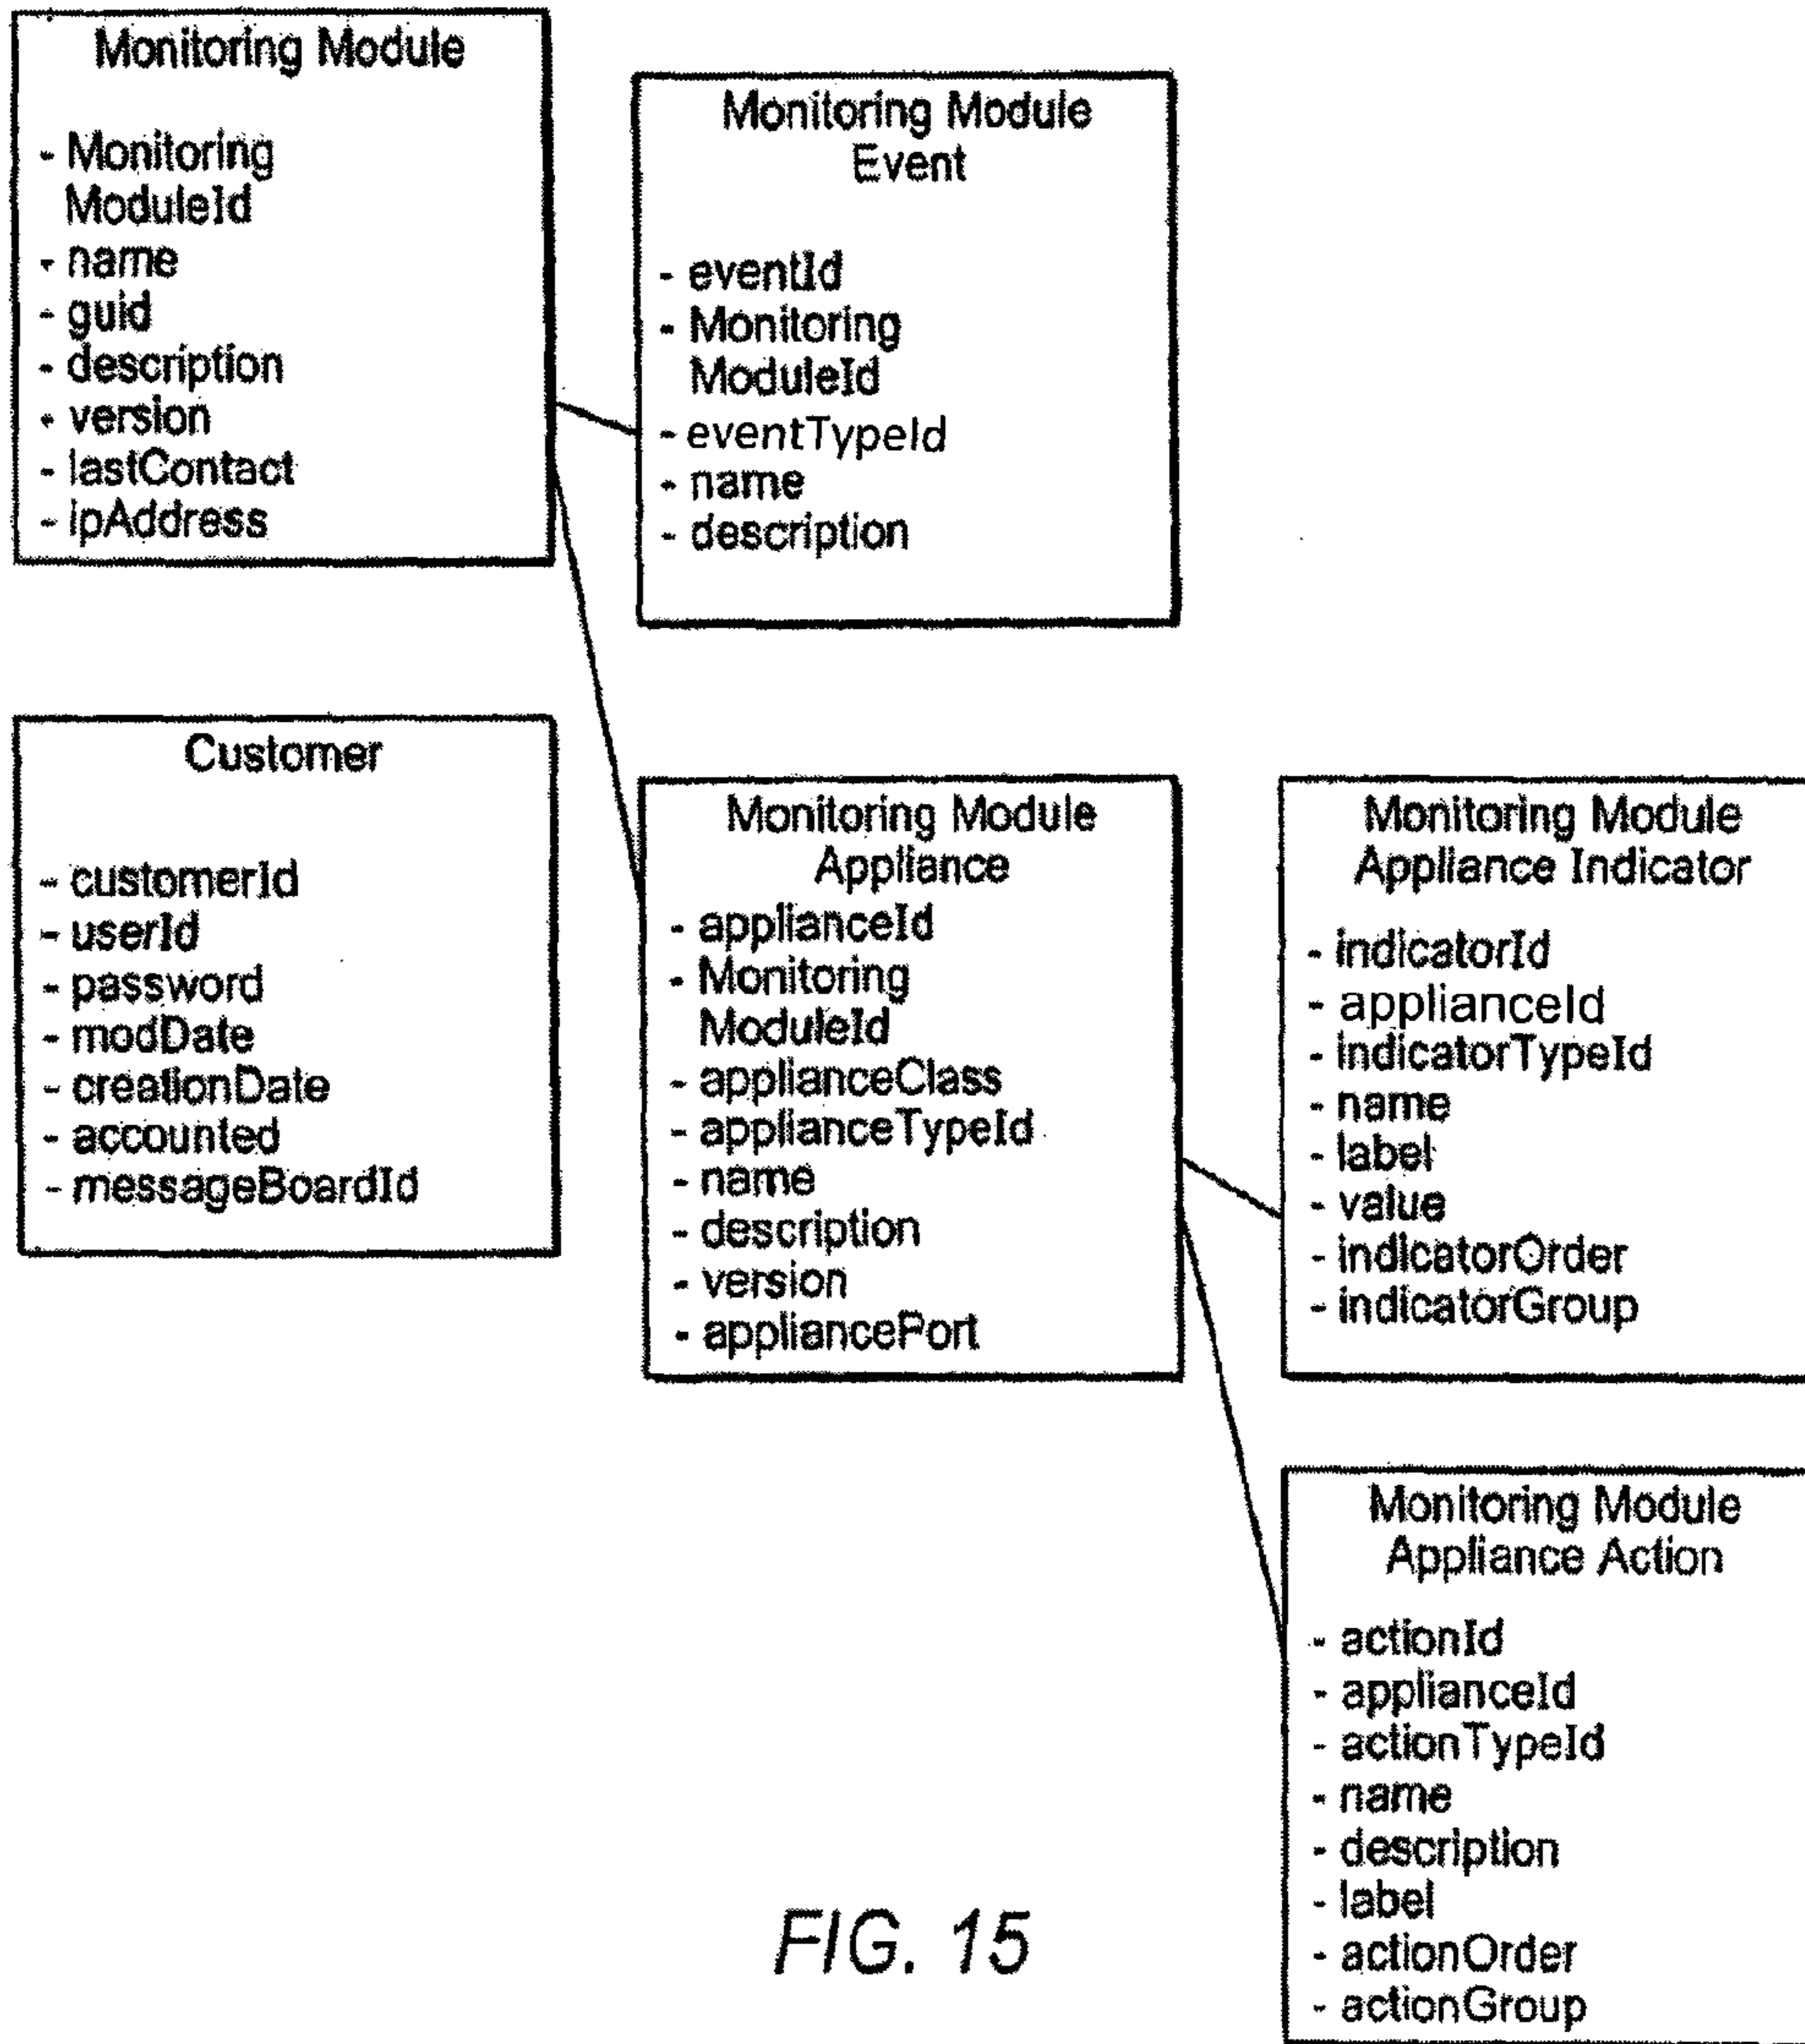 Monitoring Module
- Monitoring
ModuleId
- name
- guid
- description
- version
- lastContact
- ipAddress
Monitoring Module
Event
- eventId
- Monitoring
ModuleId
- eventTypeId
- name
- description
Customer
- customerId
- userId
- password
- modDate
- creationDate
- accounted
- messageBoardId
Monitoring Module
Appliance
- applianceId
- Monitoring
ModuleId
- applianceClass
- applianceTypeId
- name
- description
- version
- appliancePort
Monitoring Module
Appliance Indicator
- indicatorId
- applianceId
- indicatorTypeId
- name
- label
- value
- indicatorOrder
- indicatorGroup
Monitoring Module
Appliance Action
- actionId
- applianceId
- actionTypeId
- name
- description
- label
- actionOrder
- actionGroup
FIG. 15